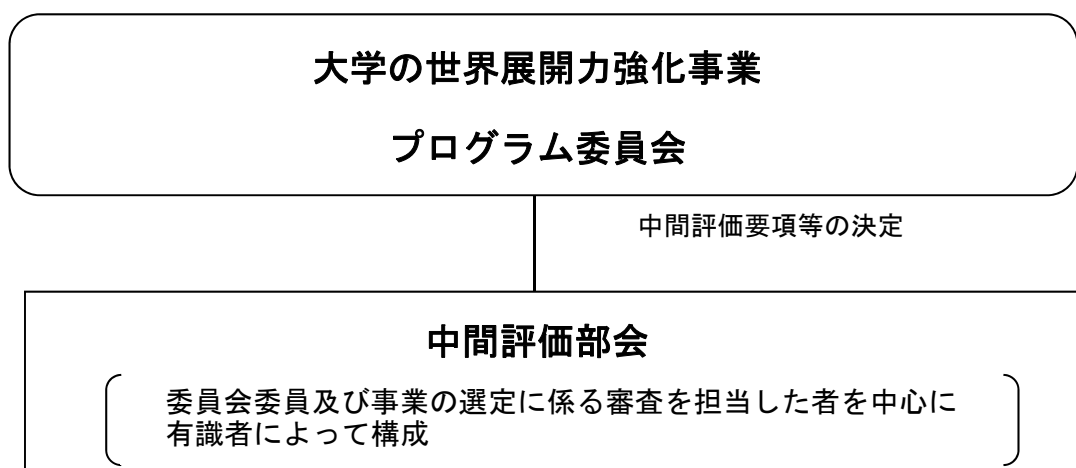 大学の世界展開力強化事業
プログラム委員会
中間評価要項等の決定
中間評価部会
委員会委員及び事業の選定に係る審査を担当した者を中心に
有識者によって構成